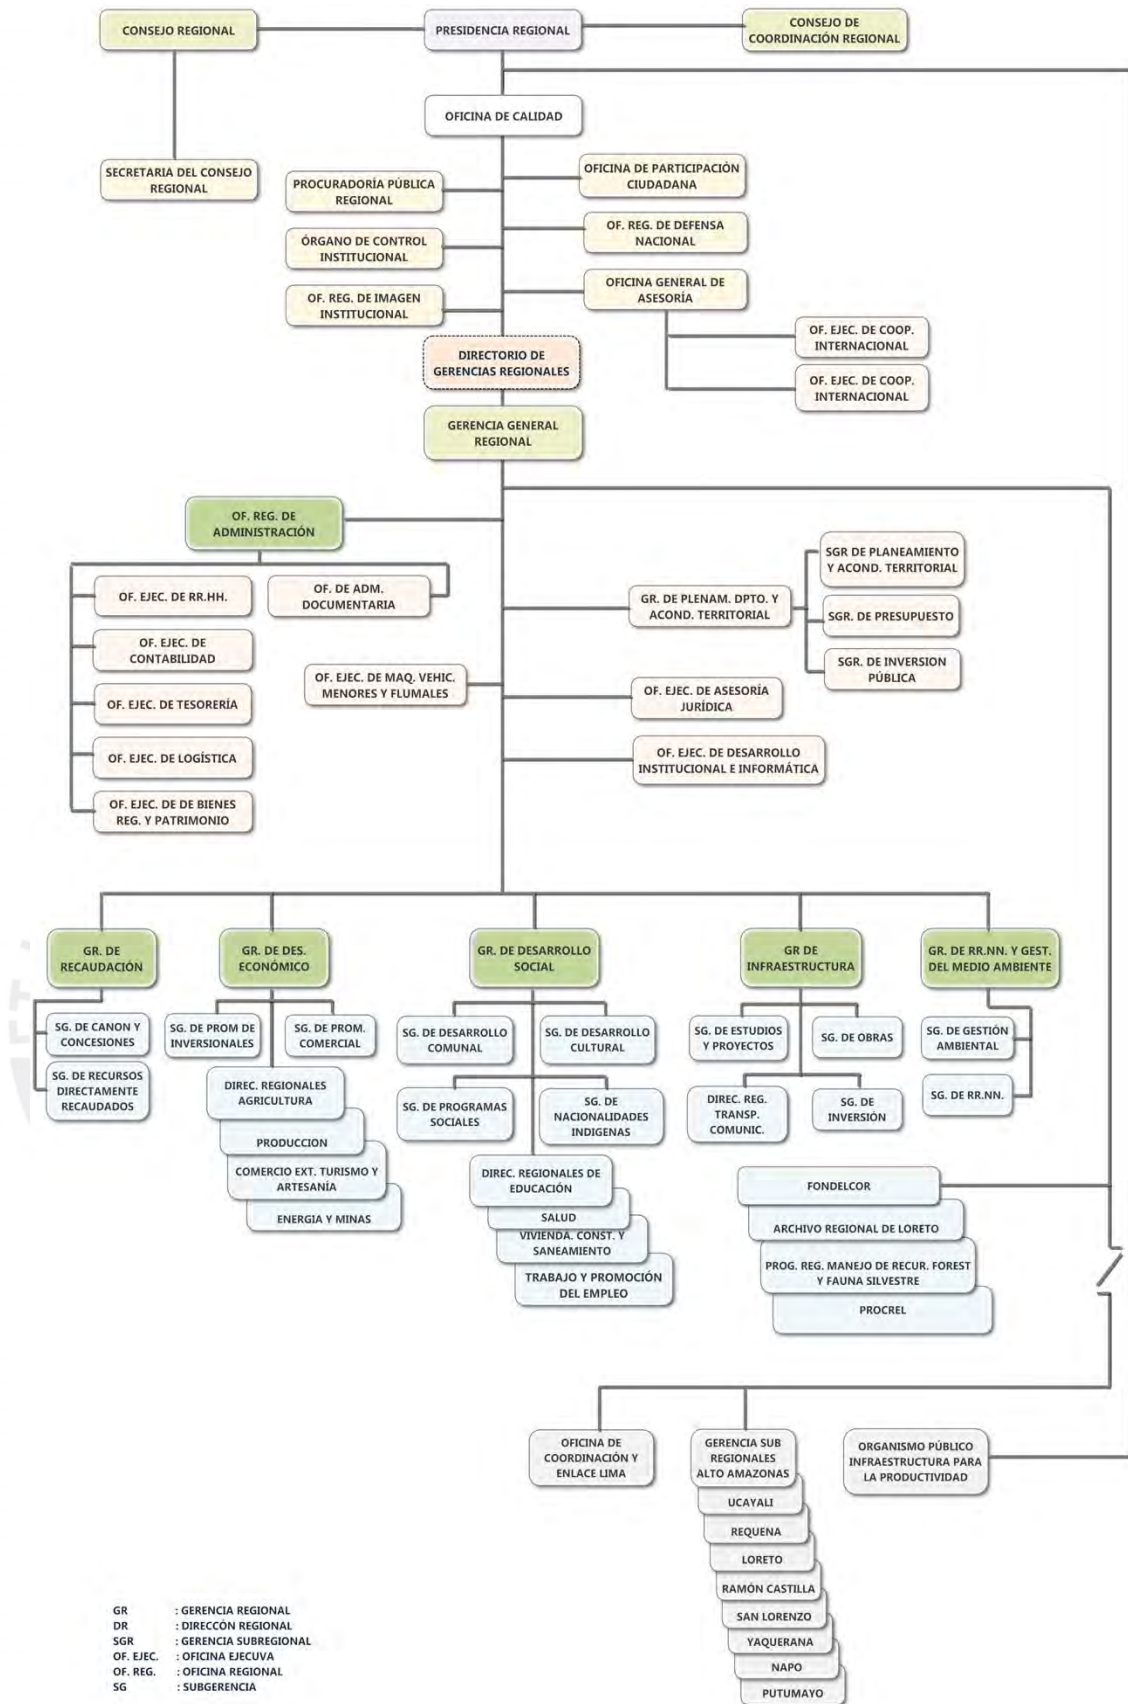 CONSEJO REGIONAL
PRESIDENCIA REGIONAL
CONSEJO DE
COORDINACIÓN REGIONAL
OFICINA DE CALIDAD
SECRETARIA DEL CONSEJO
REGIONAL
PROCURADORÍA PÚBLICA
REGIONAL
OFICINA DE PARTICIPACIÓN
CIUDADANA
ÓRGANO DE CONTROL
INSTITUCIONAL
OF. REG. DE DEFENSA
NACIONAL
OF. REG. DE IMAGEN
INSTITUCIONAL
OFICINA GENERAL DE
ASESORÍA
OF. EJEC. DE COOP.
INTERNACIONAL
OF. EJEC. DE COOP.
INTERNACIONAL
DIRECTORIO DE
GERENCIAS REGIONALES
GERENCIA GENERAL
REGIONAL
OF. REG. DE
ADMINISTRACIÓN
OF. EJEC. DE RR.HH.
OF. DE ADM.
DOCUMENTARIA
OF. EJEC. DE
CONTABILIDAD
OF. EJEC. DE TESORERÍA
OF. EJEC. DE LOGÍSTICA
OF. EJEC. DE DE BIENES
REG. Y PATRIMONIO
OF. EJEC. DE MAQ. VEHIC.
MENORES Y FLUMALES
GR. DE PLENAM. DPTO. Y
ACOND. TERRITORIAL
SGR DE PLANEAMIENTO
Y ACOND. TERRITORIAL
SGR. DE PRESUPUESTO
SGR. DE INVERSION
PÚBLICA
OF. EJEC. DE ASESORÍA
JURÍDICA
OF. EJEC. DE DESARROLLO
INSTITUCIONAL E INFORMÁTICA
GR. DE
RECAUDACIÓN
SG. DE CANON Y
CONCESIONES
SG. DE RECURSOS
DIRECTAMENTE
RECAUDADOS
GR. DE DES.
ECONÓMICO
SG. DE PROM DE
INVERSIONALES
SG. DE PROM.
COMERCIAL
DIREC. REGIONALES
AGRICULTURA
PRODUCCION
COMERCIO EXT. TURISMO Y
ARTESANÍA
ENERGIA Y MINAS
GR. DE DESARROLLO
SOCIAL
SG. DE DESARROLLO
COMUNAL
SG. DE DESARROLLO
CULTURAL
SG. DE PROGRAMAS
SOCIALES
SG. DE
NACIONALIDADES
INDIGENAS
DIREC. REGIONALES DE
EDUCACIÓN
SALUD
VIVIENDA. CONST. Y
SANEAMIENTO
TRABAJO Y PROMOCIÓN
DEL EMPLEO
GR DE
INFRAESTRUCTURA
SG. DE ESTUDIOS
Y PROYECTOS
SG. DE OBRAS
DIREC. REG.
TRANSP.
COMUNIC.
SG. DE
INVERSIÓN
GR. DE RR.NN. Y GEST.
DEL MEDIO AMBIENTE
SG. DE GESTIÓN
AMBIENTAL
SG. DE RR.NN.
FONDELCOR
ARCHIVO REGIONAL DE LORETO
PROG. REG. MANEJO DE RECUR. FOREST
Y FAUNA SILVESTRE
PROCREL
OFICINA DE
COORDINACIÓN Y
ENLACE LIMA
GERENCIA SUB
REGIONALES
ALTO AMAZONAS
UCAYALI
REQUENA
LORETO
RAMÓN CASTILLA
SAN LORENZO
YAQUERANA
NAPO
PUTUMAYO
ORGANISMO PÚBLICO
INFRAESTRUCTURA PARA
LA PRODUCTIVIDAD
GR : GERENCIA REGIONAL
DR : DIRECCÓN REGIONAL
SGR : GERENCIA SUBREGIONAL
OF. EJEC. : OFICINA EJECUVA
OF. REG. : OFICINA REGIONAL
SG : SUBGERENCIA